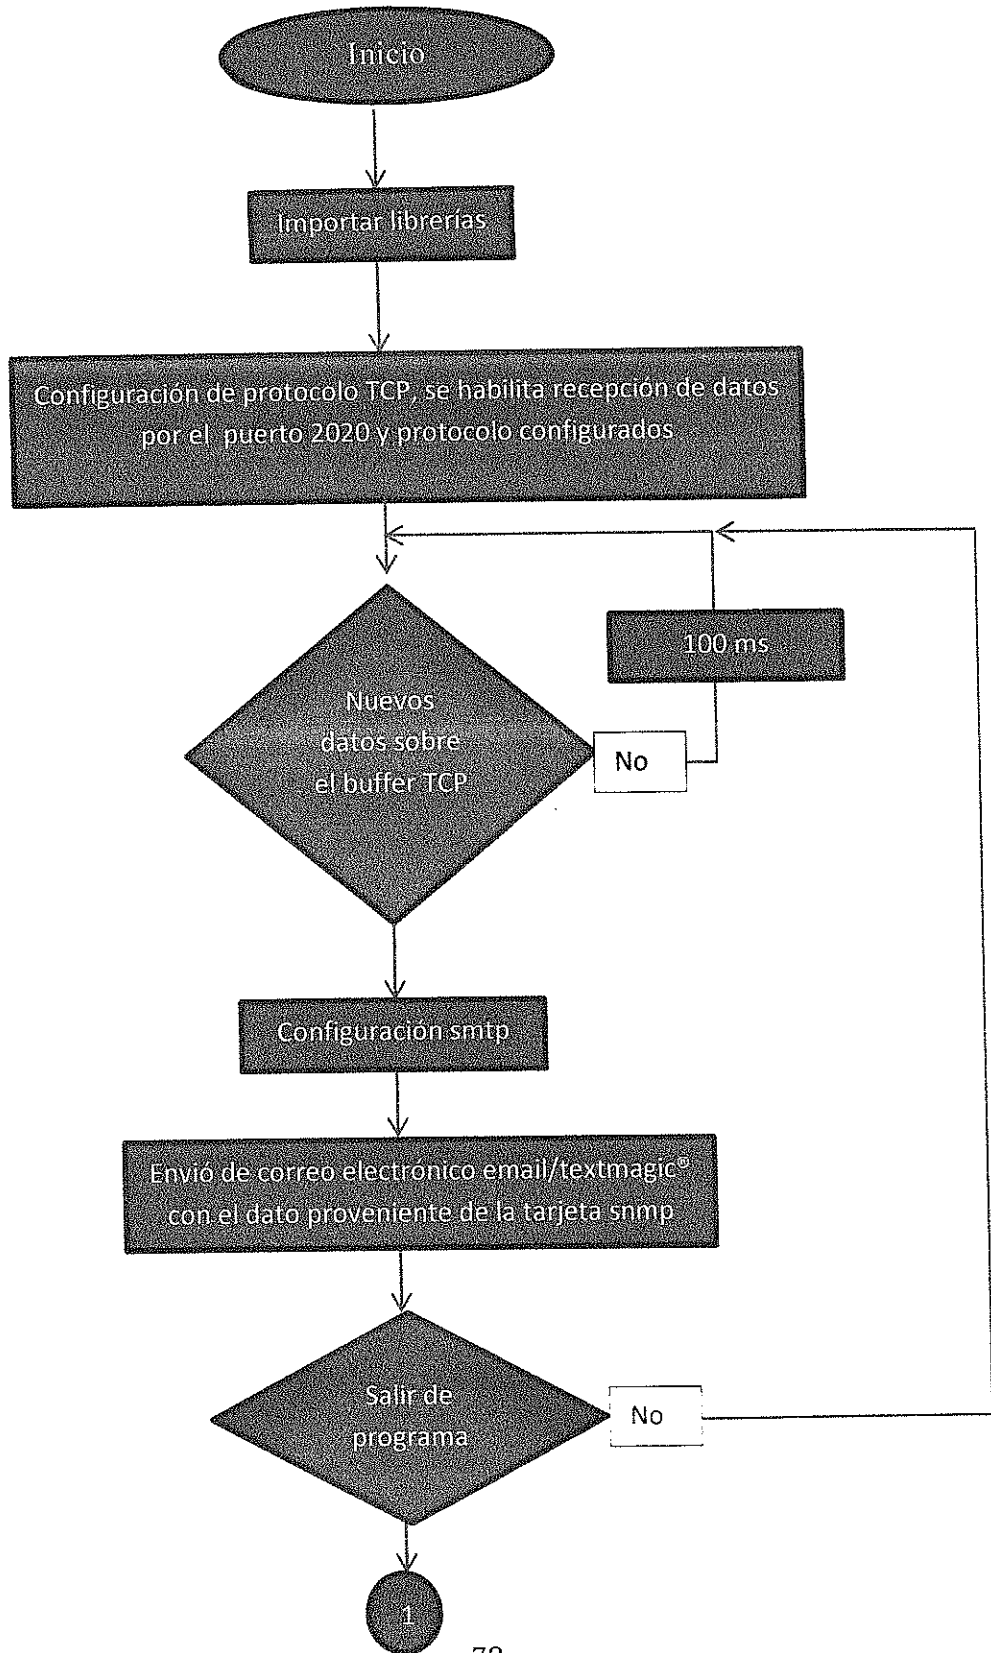 Inicio
Importar librerías
Configuración de protocolo TCP, se habilita recepción de datos
por el puerto 2020 y protocolo configurados
100 ms
Nuevos
datos sobre
el buffer TCP
No
Configuración smtp
Envió de correo electrónico email/textmagic®
con el dato proveniente de la tarjeta snmp
Salir de
programa
No
1